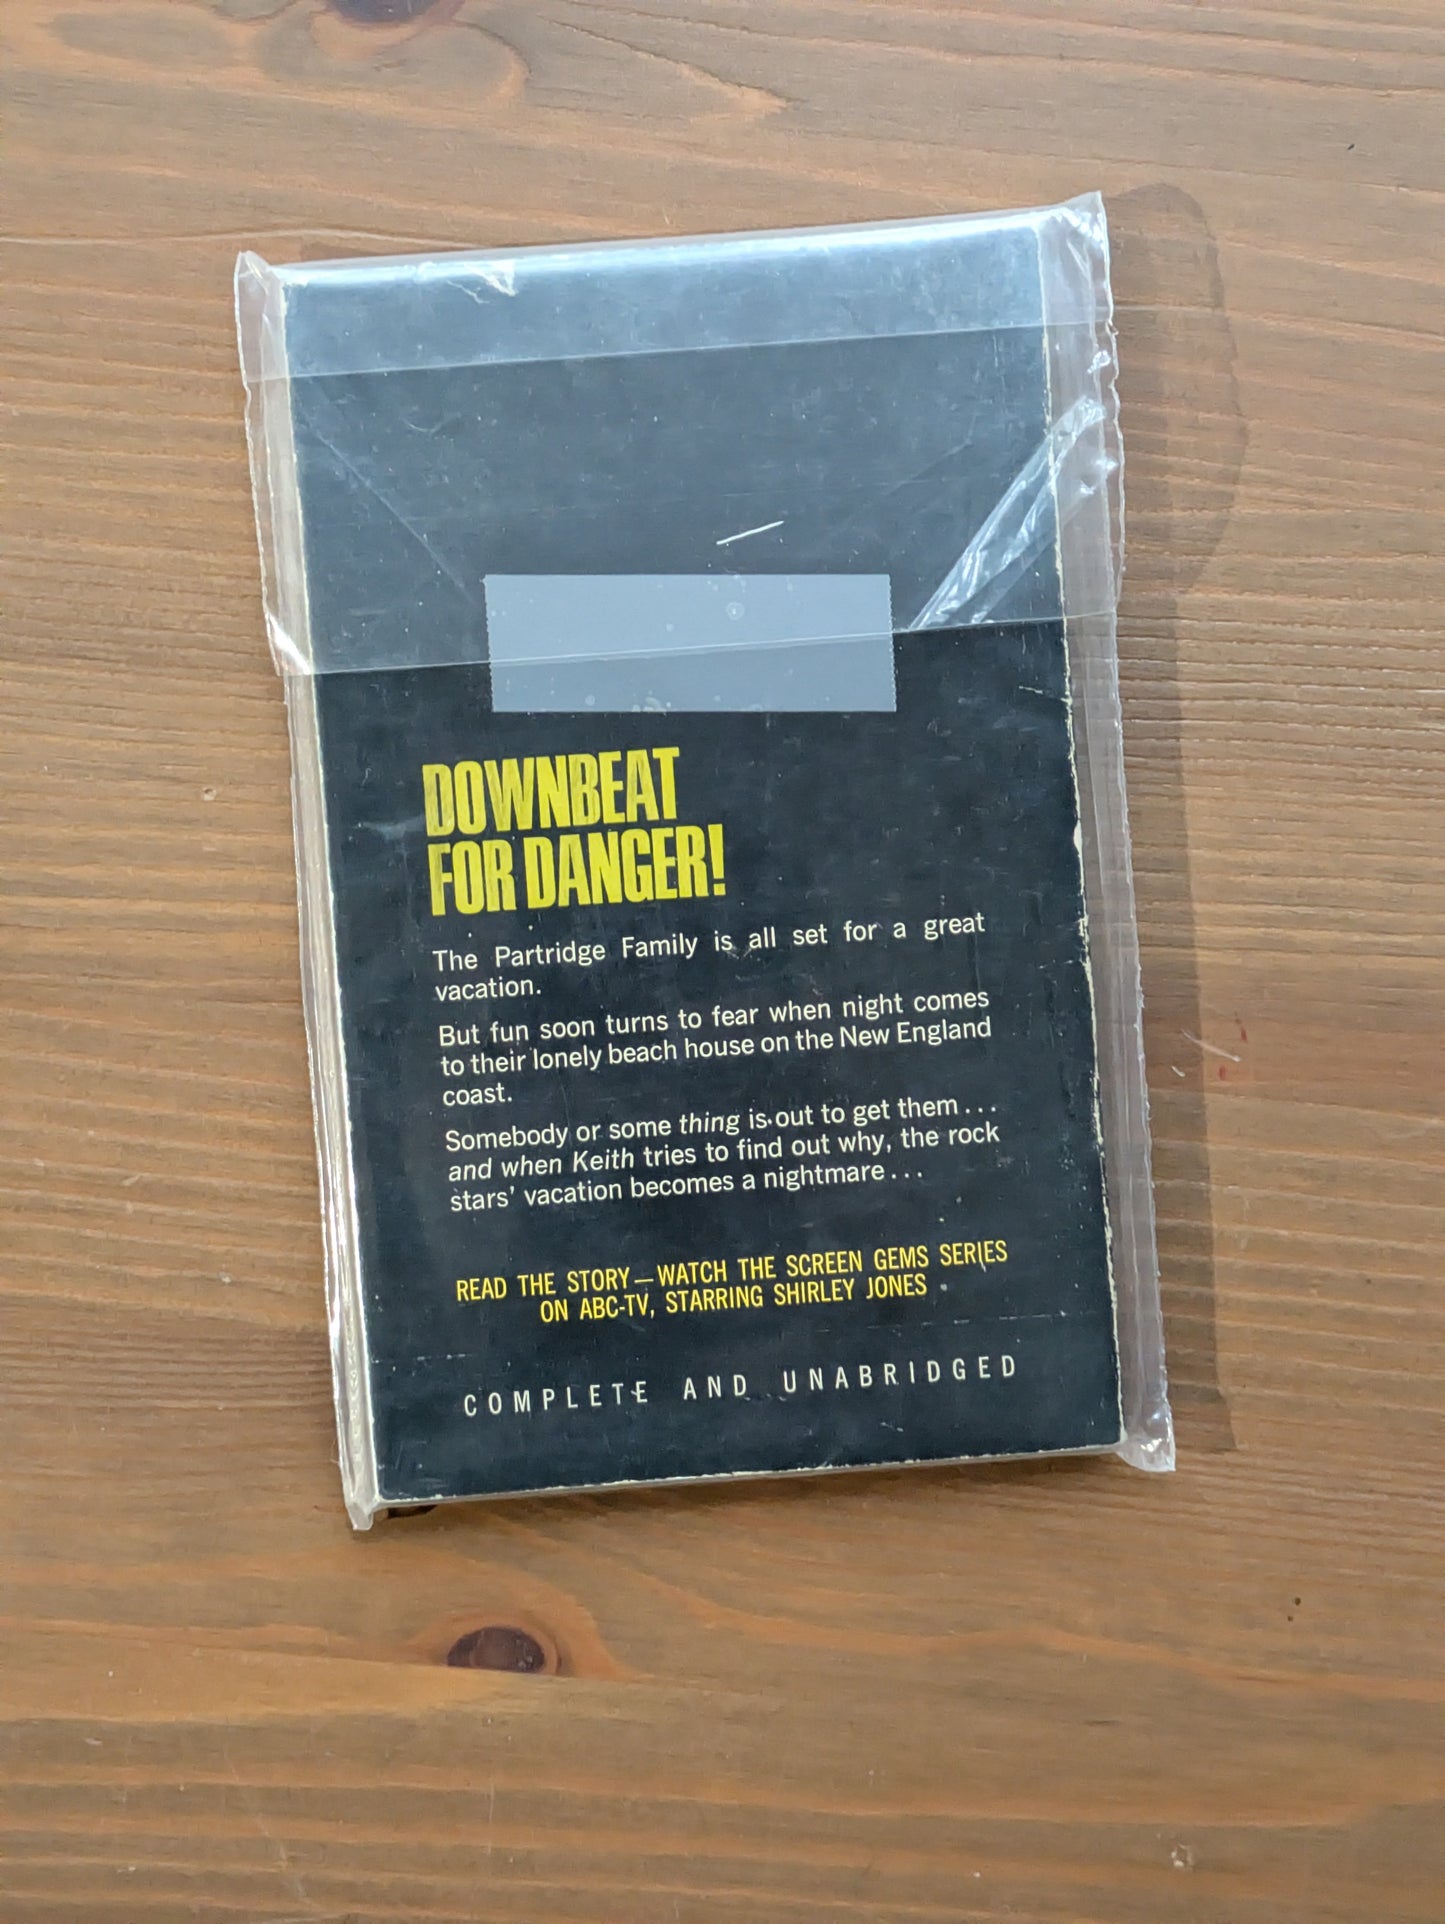 DOWNBEAT
FOR DANGER!
The Partridge Family is all set for a great
vacation.
But fun soon turns to fear when night comes
to their lonely beach house on the New England
coast.
Somebody or some thing is out to get them . . .
and when Keith tries to find out why, the rock
stars' vacation becomes a nightmare . . .
READ THE STORY—WATCH THE SCREEN GEMS SERIES
ON ABC-TV, STARRING SHIRLEY JONES
COMPLETE AND UNABRIDGED